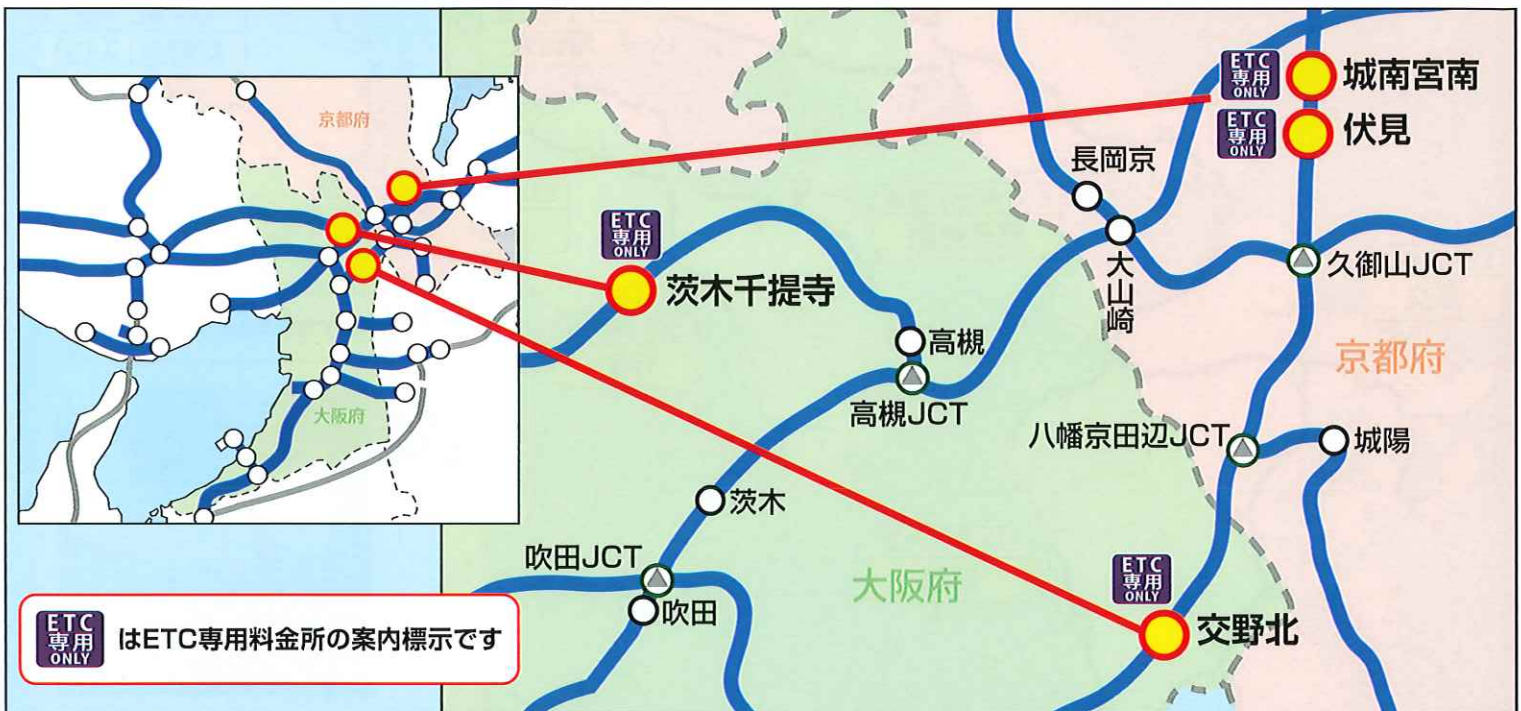 京都府
大阪府
ETC
専用
ONLY
城南宮南
ETC
専用
ONLY
伏見
長岡京
大山崎
久御山JCT
ETC
専用
ONLY
茨木千提寺
高槻
高槻JCT
京都府
八幡京田辺JCT
城陽
茨木
吹田JCT
吹田
大阪府
ETC
専用
ONLY
交野北
ETC
専用
ONLY
はETC専用料金所の案内標示です